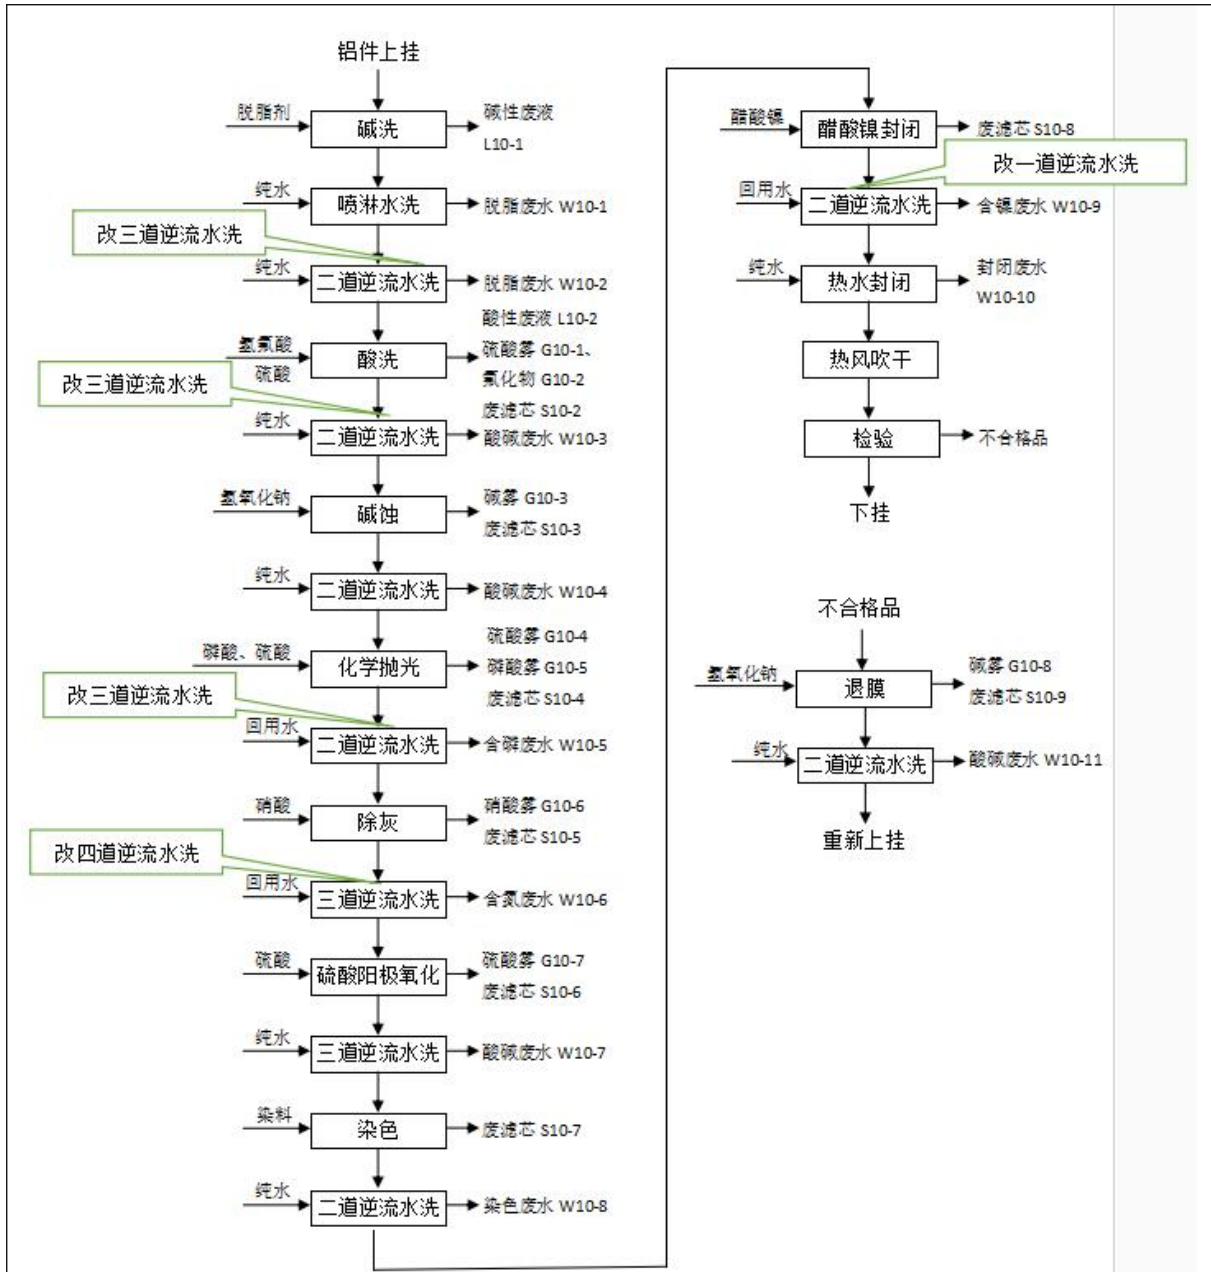 铝件上挂
脱脂剂
碱洗
碱性废液
L10-1
纯水
喷淋水洗
脱脂废水 W10-1
改三道逆流水洗
纯水
二道逆流水洗
脱脂废水 W10-2
酸性废液 L10-2
氢氟酸
硫酸
酸洗
硫酸雾 G10-1、
氟化物 G10-2
废滤芯 S10-2
改三道逆流水洗
纯水
二道逆流水洗
酸碱废水 W10-3
氢氧化钠
碱蚀
碱雾 G10-3
废滤芯 S10-3
纯水
二道逆流水洗
酸碱废水 W10-4
磷酸、硫酸
化学抛光
硫酸雾 G10-4
磷酸雾 G10-5
废滤芯 S10-4
改三道逆流水洗
回用水
二道逆流水洗
含磷废水 W10-5
硝酸
除灰
硝酸雾 G10-6
废滤芯 S10-5
改四道逆流水洗
回用水
三道逆流水洗
含氮废水 W10-6
硫酸
硫酸阳极氧化
硫酸雾 G10-7
废滤芯 S10-6
纯水
三道逆流水洗
酸碱废水 W10-7
染料
染色
废滤芯 S10-7
纯水
二道逆流水洗
染色废水 W10-8
醋酸镍
醋酸镍封闭
废滤芯 S10-8
改一道逆流水洗
回用水
二道逆流水洗
含镍废水 W10-9
纯水
热水封闭
封闭废水
W10-10
热风吹干
检验
不合格品
下挂
不合格品
氢氧化钠
退膜
碱雾 G10-8
废滤芯 S10-9
纯水
二道逆流水洗
酸碱废水 W10-11
重新上挂